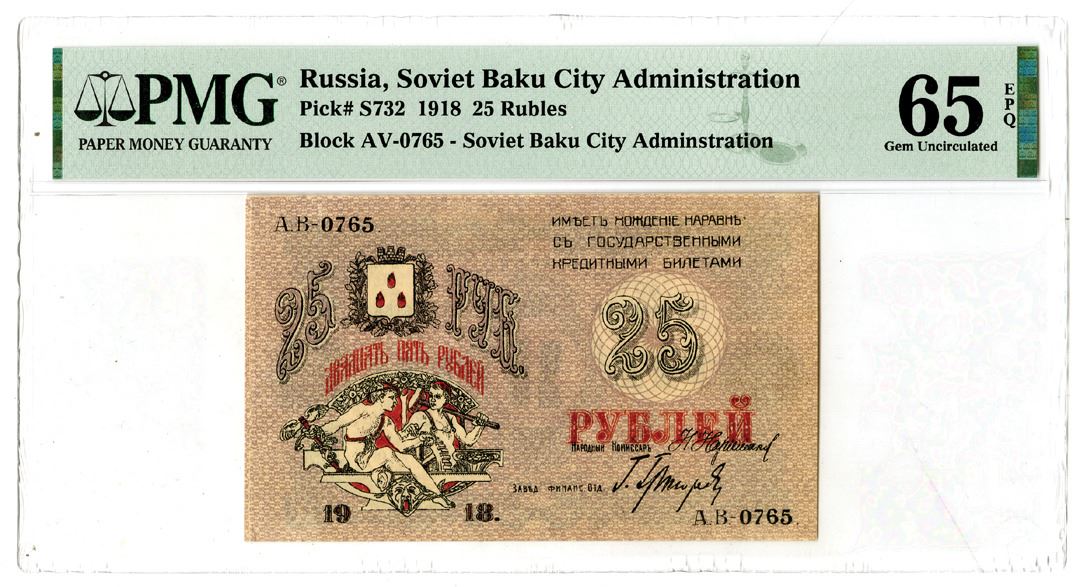 PMG®
PAPER MONEY GUARANTY
Russia, Soviet Baku City Administration
Pick# S732 1918 25 Rubles
Block AV-0765 - Soviet Baku City Adminstration
65
EPQ
Gem Uncirculated
А.В-0765
25 РУБ.
ДВАДЦАТЬ ПЯТЬ РУБЛЕЙ
19 18.
ИМѢЕТЪ ХОЖДЕНІЕ НАРАВНѢ
СЪ ГОСУДАРСТВЕННЫМИ
КРЕДИТНЫМИ БИЛЕТАМИ
25
РУБЛЕЙ
НАРОДНЫЙ КОМИССАРЪ
ЗАВѢД. ФИНАНС. ОТД.
А.В-0765